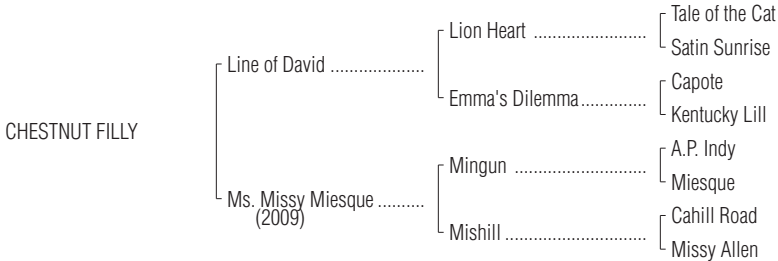 Tale of the Cat
Lion Heart ........................
Satin Sunrise
Line of David ....................
Capote
Emma's Dilemma..............
Kentucky Lill
CHESTNUT FILLY
A.P. Indy
Mingun ............................
Miesque
Ms. Missy Miesque ..........
(2009)
Cahill Road
Mishill ..............................
Missy Allen